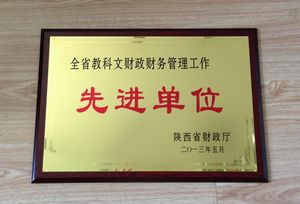 全省教科文财政财务管理工作
先进单位
陕西省财政厅
二○一三年五月